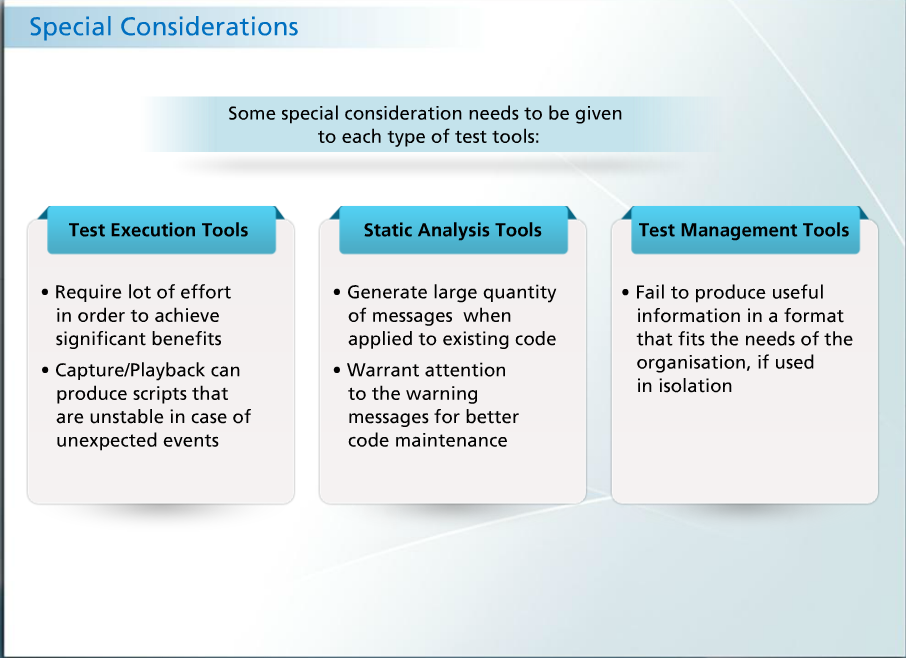 Special Considerations
Some special consideration needs to be given
to each type of test tools:
Test Execution Tools
• Require lot of effort
in order to achieve
significant benefits
• Capture/Playback can
produce scripts that
are unstable in case of
unexpected events
Static Analysis Tools
• Generate large quantity
of messages when
applied to existing code
• Warrant attention
to the warning
messages for better
code maintenance
Test Management Tools
• Fail to produce useful
information in a format
that fits the needs of the
organisation, if used
in isolation